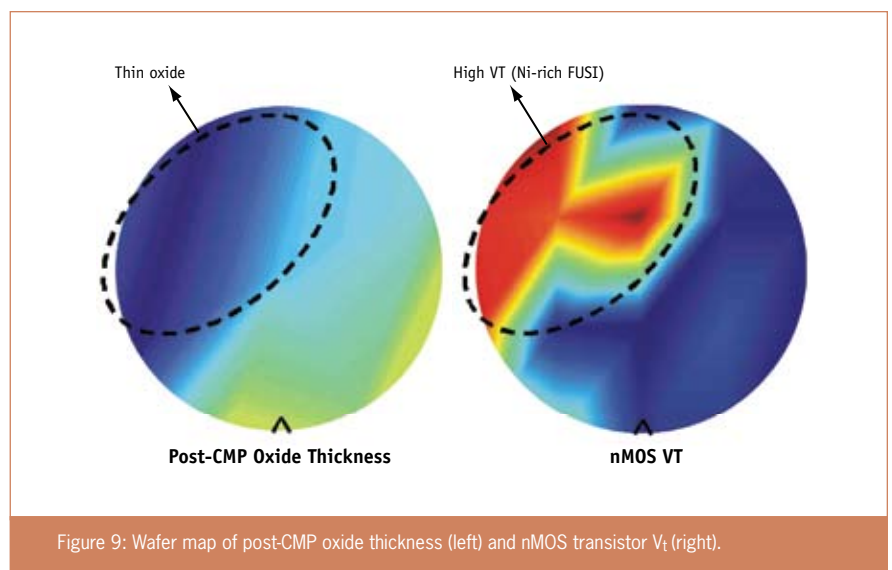 Thin oxide
High VT (Ni-rich FUSI)
Post-CMP Oxide Thickness
nMOS VT
Figure 9: Wafer map of post-CMP oxide thickness (left) and nMOS transistor Vt (right).